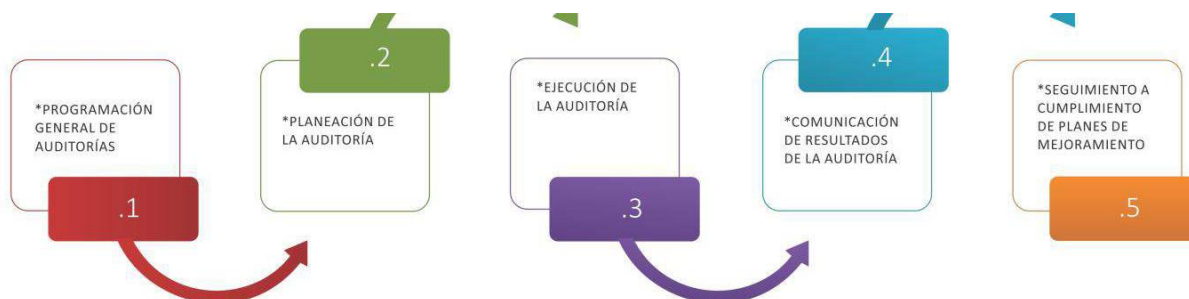 *PROGRAMACIÓN
GENERAL DE
AUDITORÍAS
.1
.2
*PLANEACIÓN DE
LA AUDITORÍA
*EJECUCIÓN DE
LA AUDITORÍA
.3
.4
*COMUNICACIÓN
DE RESULTADOS
DE LA AUDITORÍA
*SEGUIMIENTO A
CUMPLIMIENTO
DE PLANES DE
MEJORAMIENTO
.5